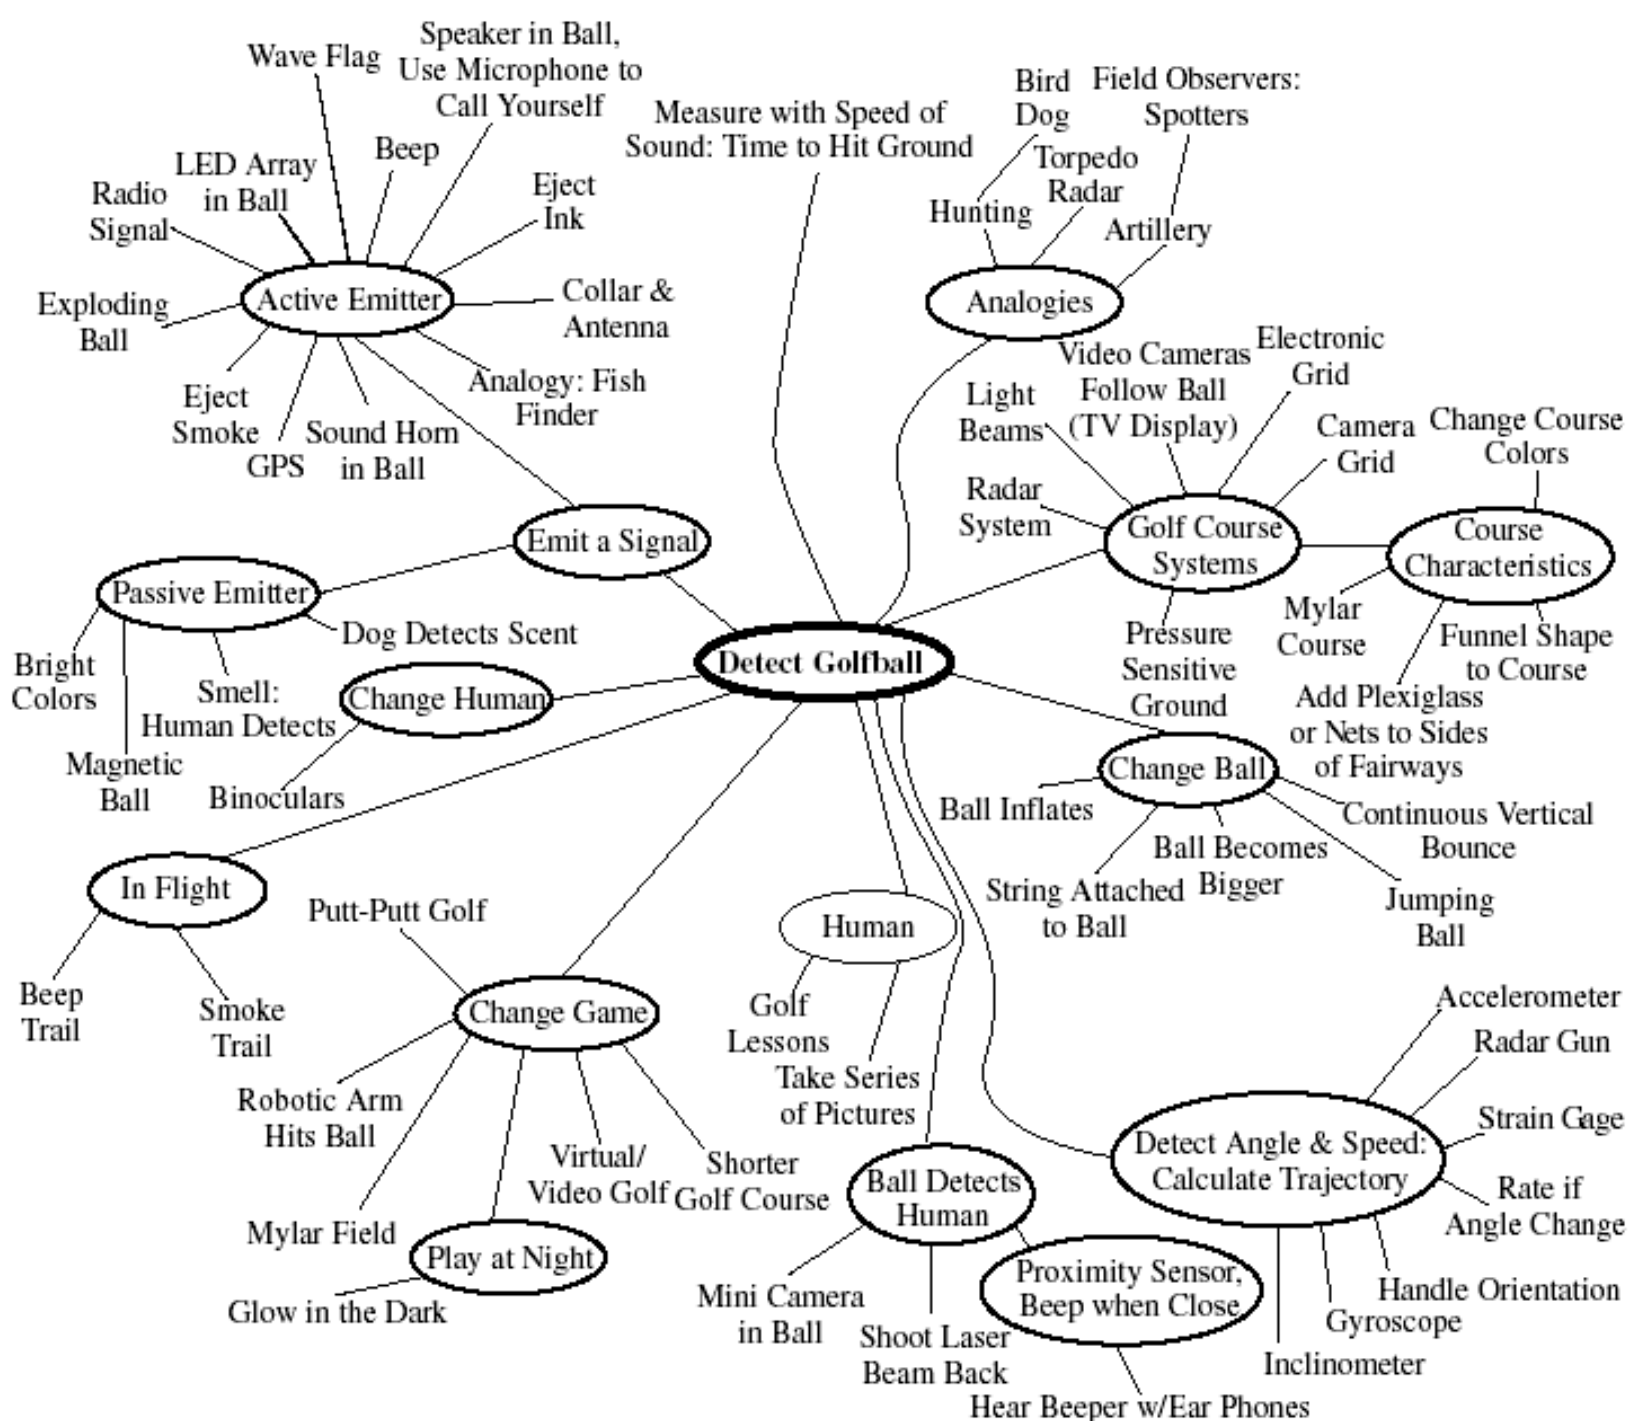 Wave Flag
Speaker in Ball,
Use Microphone to
Call Yourself
Beep
LED Array
in Ball
Radio
Signal
Eject
Ink
Exploding
Ball
Active Emitter
Collar &
Antenna
Eject
Smoke
GPS
Sound Horn
in Ball
Analogy: Fish
Finder
Measure with Speed of
Sound: Time to Hit Ground
Bird
Dog
Field Observers:
Spotters
Torpedo
Radar
Hunting
Artillery
Analogies
Video Cameras
Follow Ball
(TV Display)
Electronic
Grid
Light
Beams
Camera
Grid
Change Course
Colors
Radar
System
Golf Course
Systems
Course
Characteristics
Mylar
Course
Funnel Shape
to Course
Pressure
Sensitive
Ground
Add Plexiglass
or Nets to Sides
of Fairways
Emit a Signal
Passive Emitter
Dog Detects Scent
Bright
Colors
Smell:
Human Detects
Magnetic
Ball
Detect Golfball
Change Human
Binoculars
Change Ball
Ball Inflates
Continuous Vertical
Bounce
Ball Becomes
Bigger
String Attached
to Ball
Jumping
Ball
In Flight
Beep
Trail
Smoke
Trail
Putt-Putt Golf
Change Game
Robotic Arm
Hits Ball
Mylar Field
Virtual/
Video Golf
Shorter
Golf Course
Play at Night
Glow in the Dark
Human
Golf
Lessons
Take Series
of Pictures
Ball Detects
Human
Mini Camera
in Ball
Shoot Laser
Beam Back
Proximity Sensor,
Beep when Close
Hear Beeper w/Ear Phones
Accelerometer
Radar Gun
Strain Gage
Detect Angle & Speed:
Calculate Trajectory
Rate if
Angle Change
Handle Orientation
Gyroscope
Inclinometer